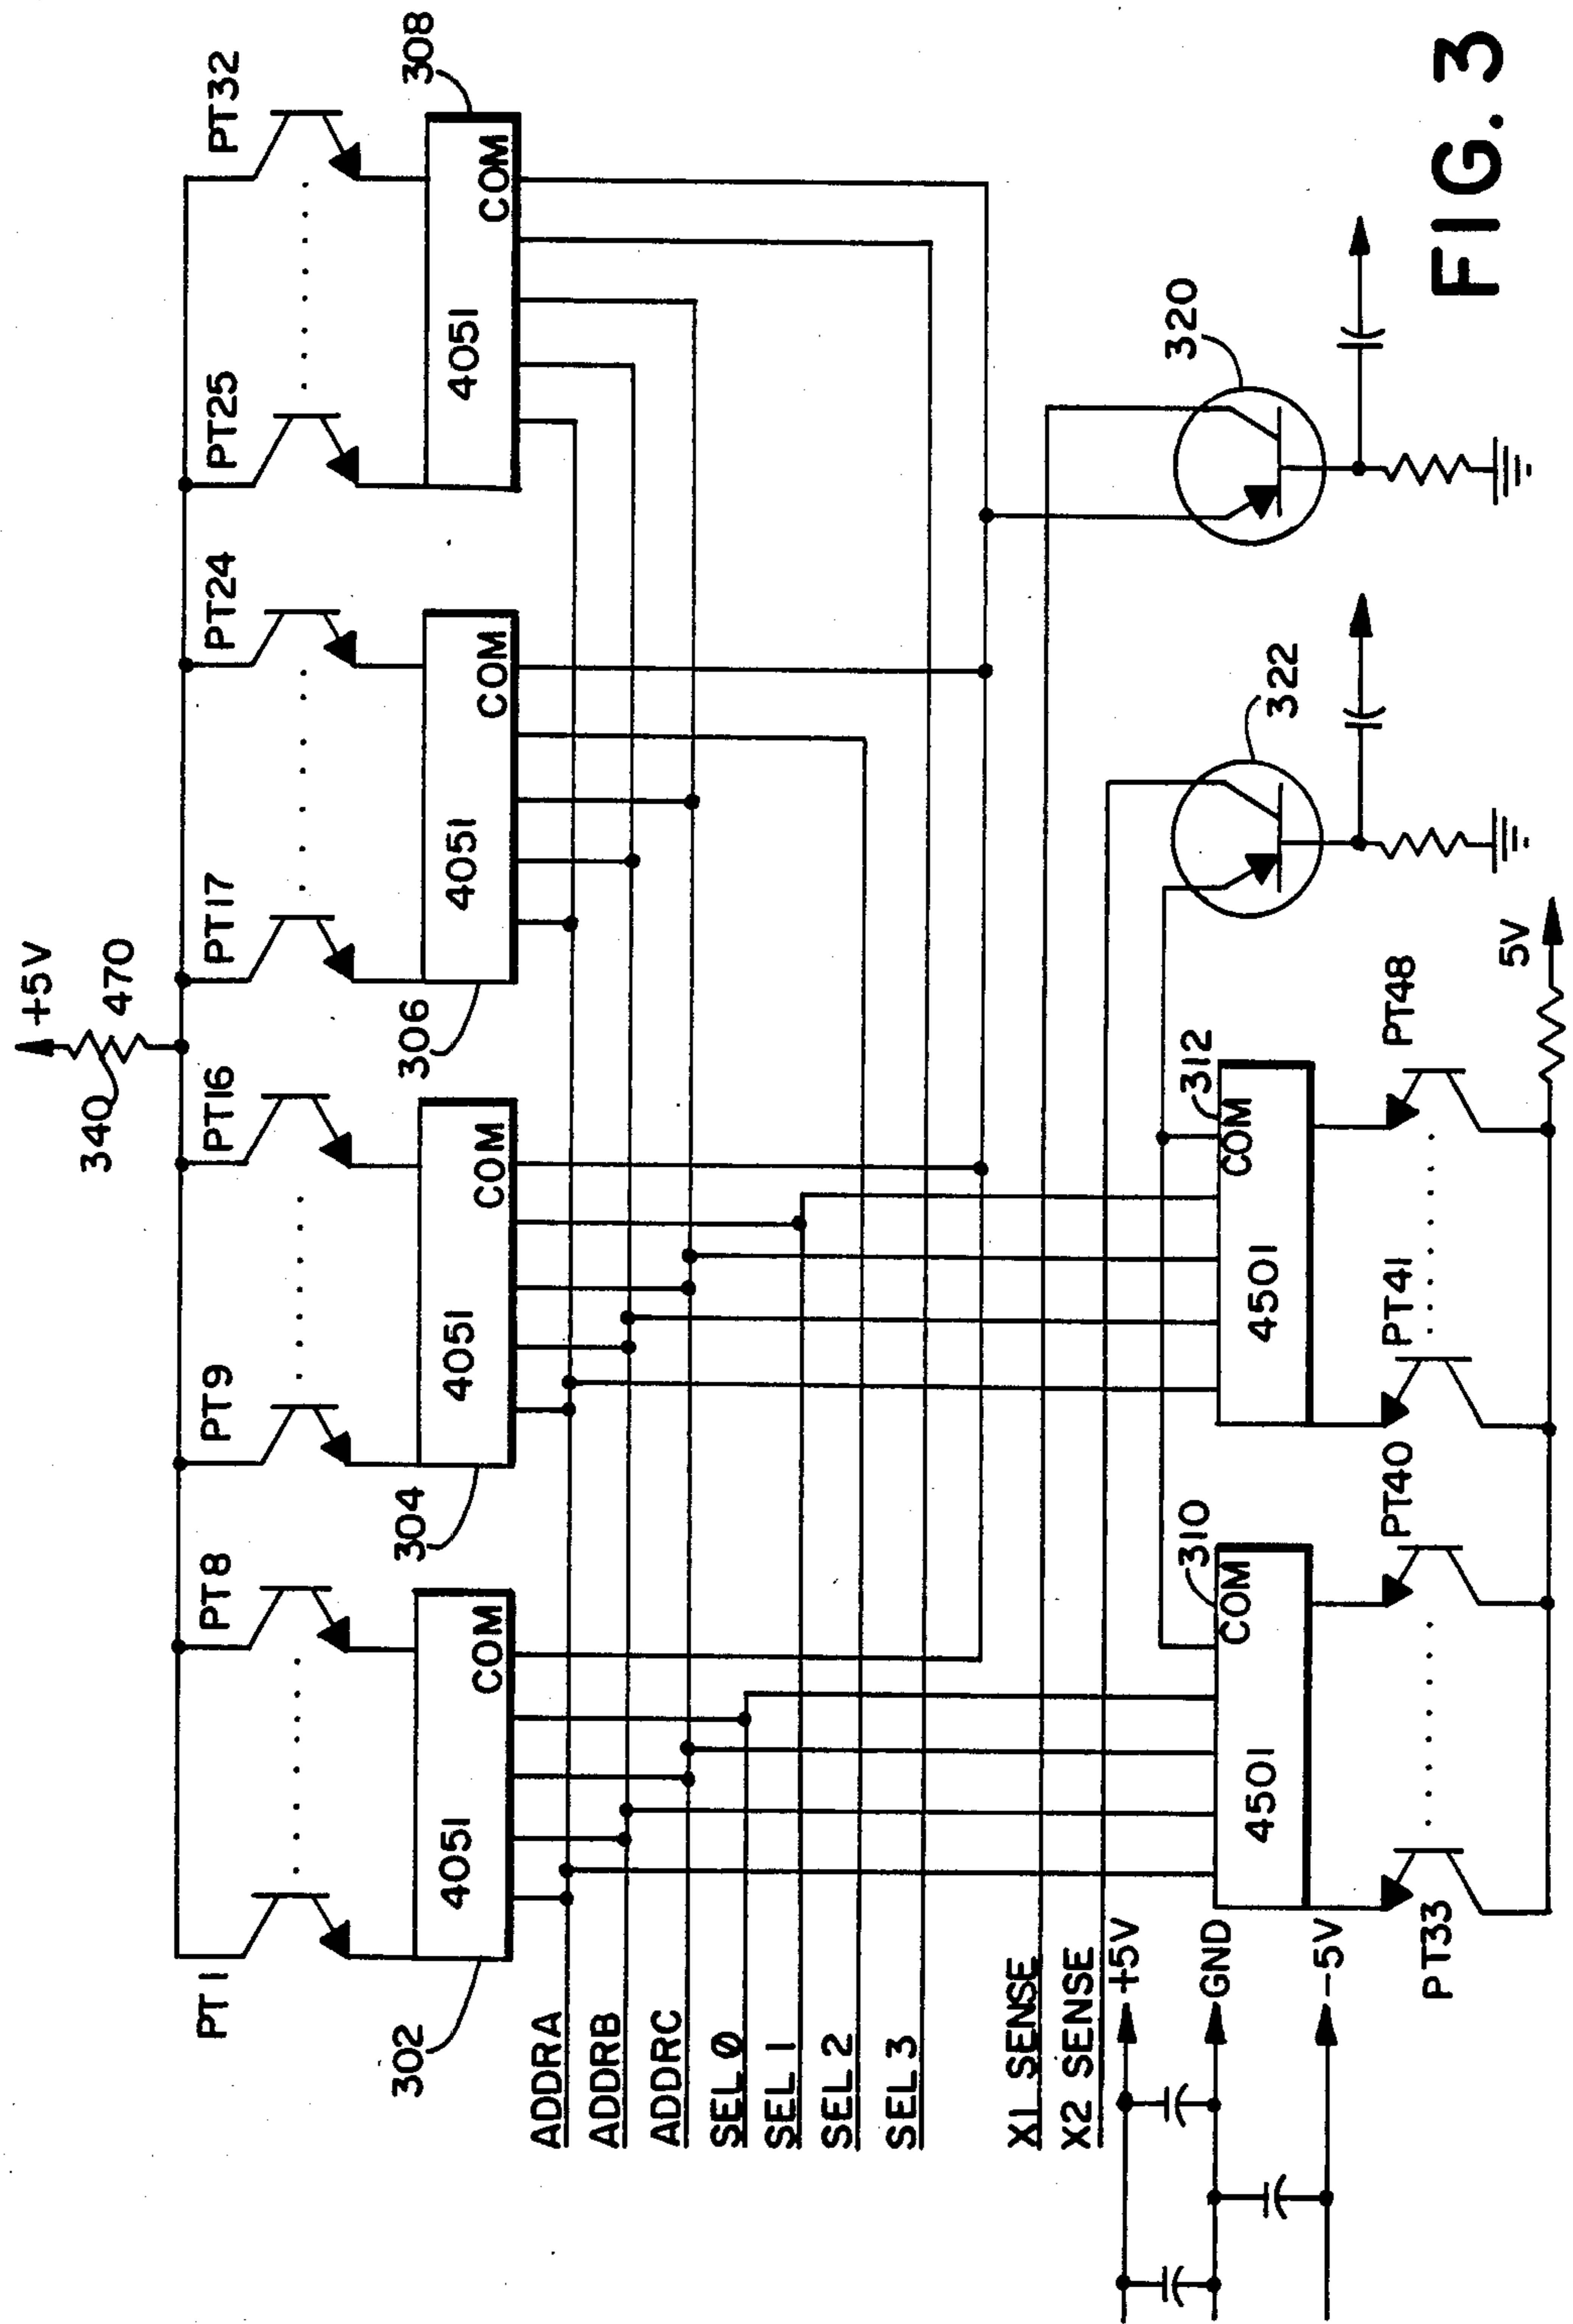 +5V
340
470
PT1
PT8
PT9
PT16
PT17
PT24
PT25
PT32
4051
COM
4051
COM
4051
COM
4051
COM
302
304
306
308
ADDRA
ADDRB
ADDRC
SEL 0
SEL 1
SEL 2
SEL 3
X1 SENSE
X2 SENSE
+5V
GND
-5V
310
COM
4501
312
COM
4501
322
320
PT33
PT40
PT41
PT48
5V
FIG. 3